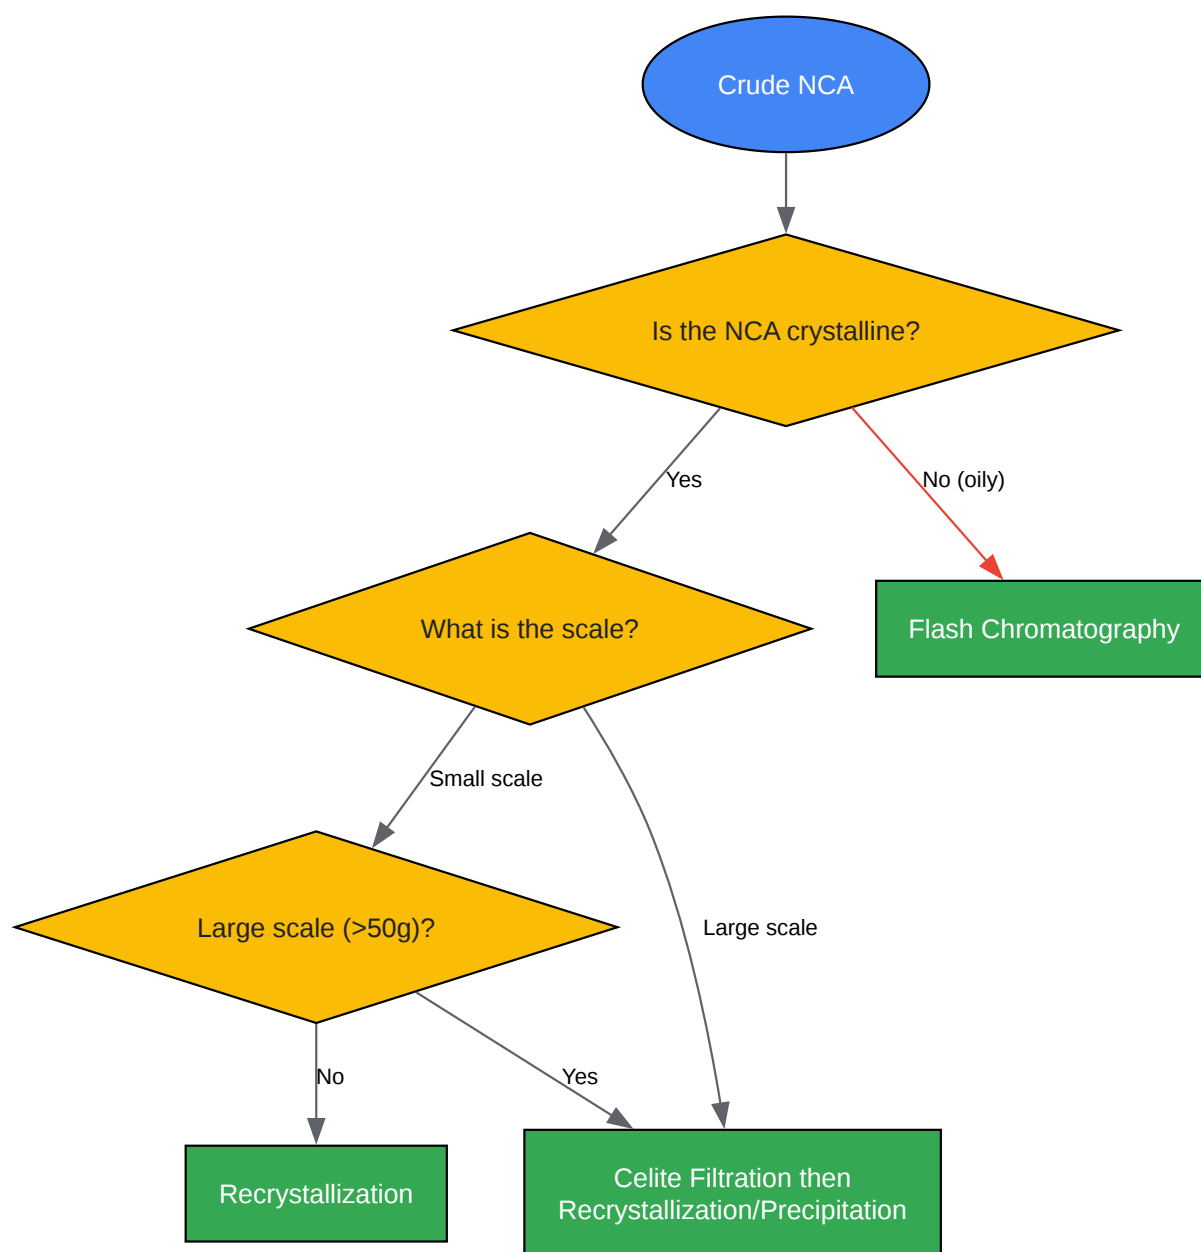 Crude NCA
Is the NCA crystalline?
Yes
No (oily)
What is the scale?
Flash Chromatography
Small scale
Large scale (>50g)?
Large scale
No
Yes
Recrystallization
Celite Filtration then
Recrystallization/Precipitation